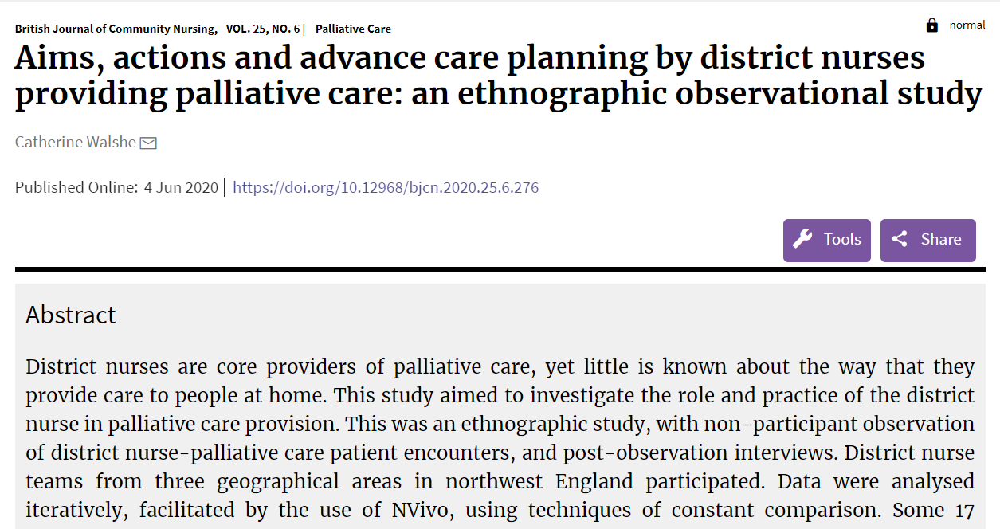 British Journal of Community Nursing, VOL. 25, NO. 6 | Palliative Care
normal
Aims, actions and advance care planning by district nurses
providing palliative care: an ethnographic observational study
Catherine Walshe
Published Online: 4 Jun 2020 | https://doi.org/10.12968/bjcn.2020.25.6.276
Tools
Share
Abstract
District nurses are core providers of palliative care, yet little is known about the way that they
provide care to people at home. This study aimed to investigate the role and practice of the district
nurse in palliative care provision. This was an ethnographic study, with non-participant observation
of district nurse-palliative care patient encounters, and post-observation interviews. District nurse
teams from three geographical areas in northwest England participated. Data were analysed
iteratively, facilitated by the use of NVivo, using techniques of constant comparison. Some 17